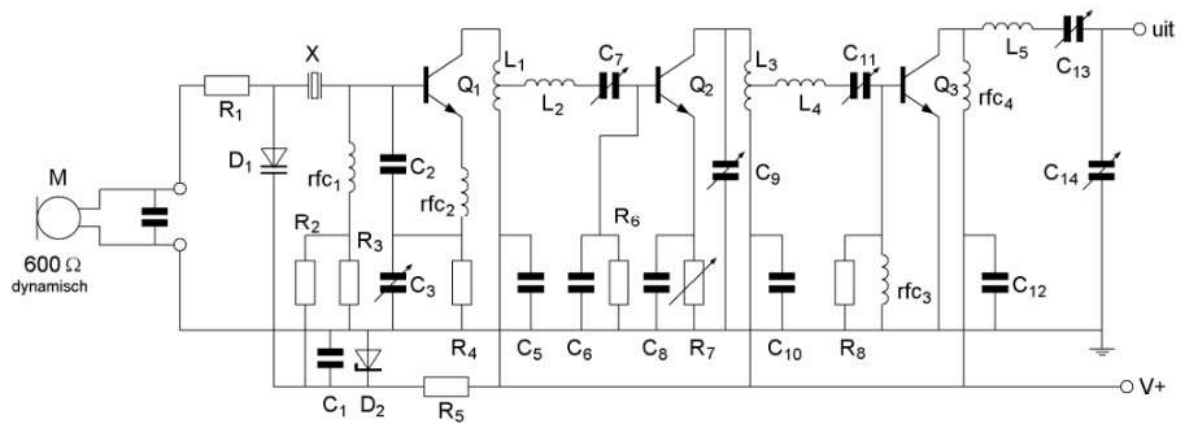 uit
L₁
C₇
L₃
C₁₁
L₅
C₁₃
X
Q₁
Q₂
Q₃
R₁
L₂
L₄
rfc₄
D₁
M
rfc₁
C₂
rfc₂
C₉
C₁₄
R₂
R₃
R₆
600 Ω
dynamisch
C₃
rfc₃
C₁₂
R₄
C₅
C₆
C₈
R₇
C₁₀
R₈
C₁
D₂
R₅
V+